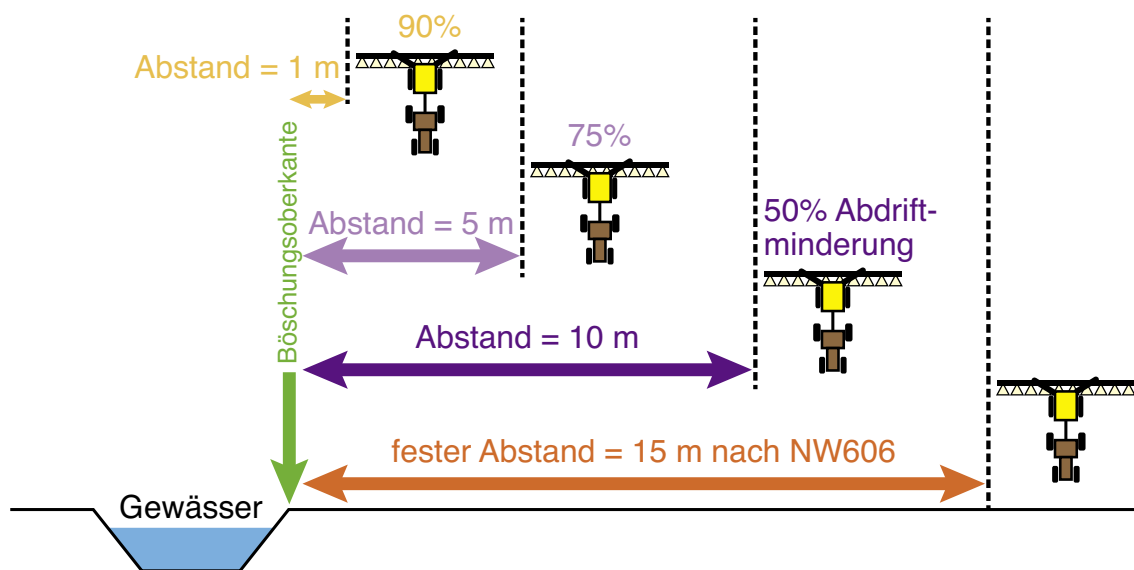 90%
Abstand = 1 m
75%
Böschungsoberkante
Abstand = 5 m
50% Abdrift-
minderung
Abstand = 10 m
fester Abstand = 15 m nach NW606
Gewässer